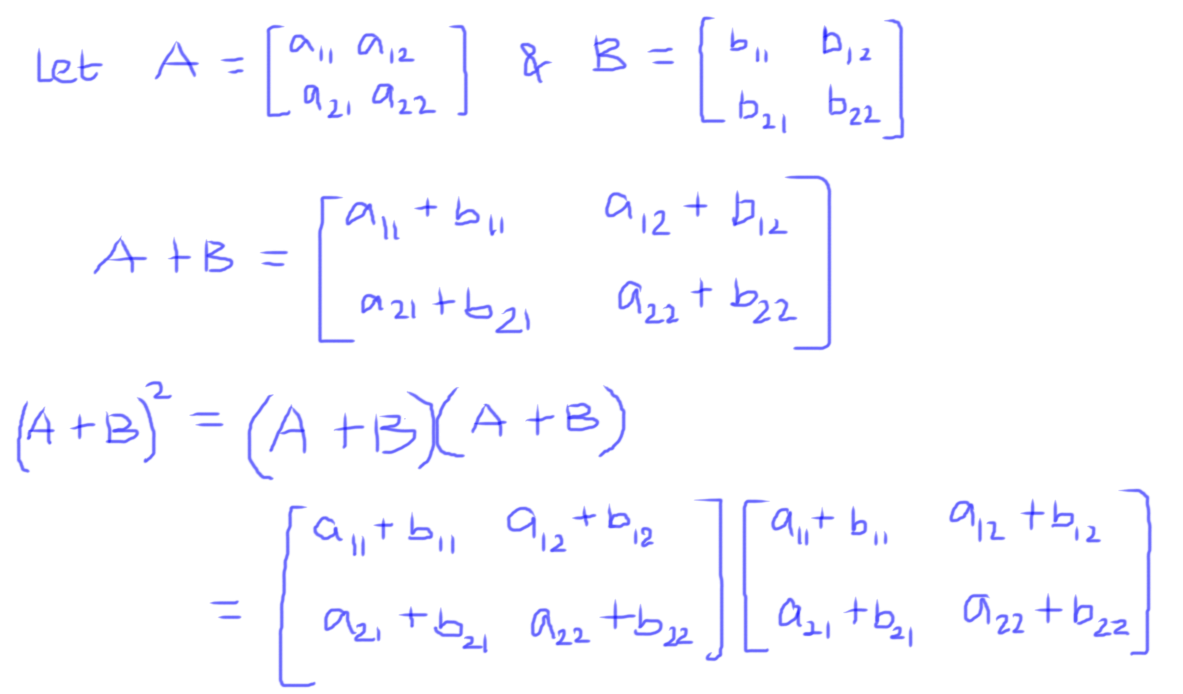 Let A = [a₁₁ a₁₂ & B = [b₁₁ b₁₂
a₂₁ a₂₂] b₂₁ b₂₂]
A + B = [a₁₁ + b₁₁ a₁₂ + b₁₂
a₂₁ + b₂₁ a₂₂ + b₂₂]
(A + B)² = (A + B)(A + B)
= [a₁₁ + b₁₁ a₁₂ + b₁₂ [a₁₁ + b₁₁ a₁₂ + b₁₂
a₂₁ + b₂₁ a₂₂ + b₂₂] a₂₁ + b₂₁ a₂₂ + b₂₂]